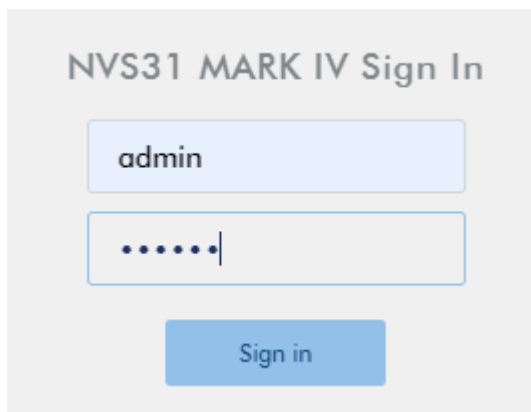 NVS31 MARK IV Sign In
admin
••••••
Sign in